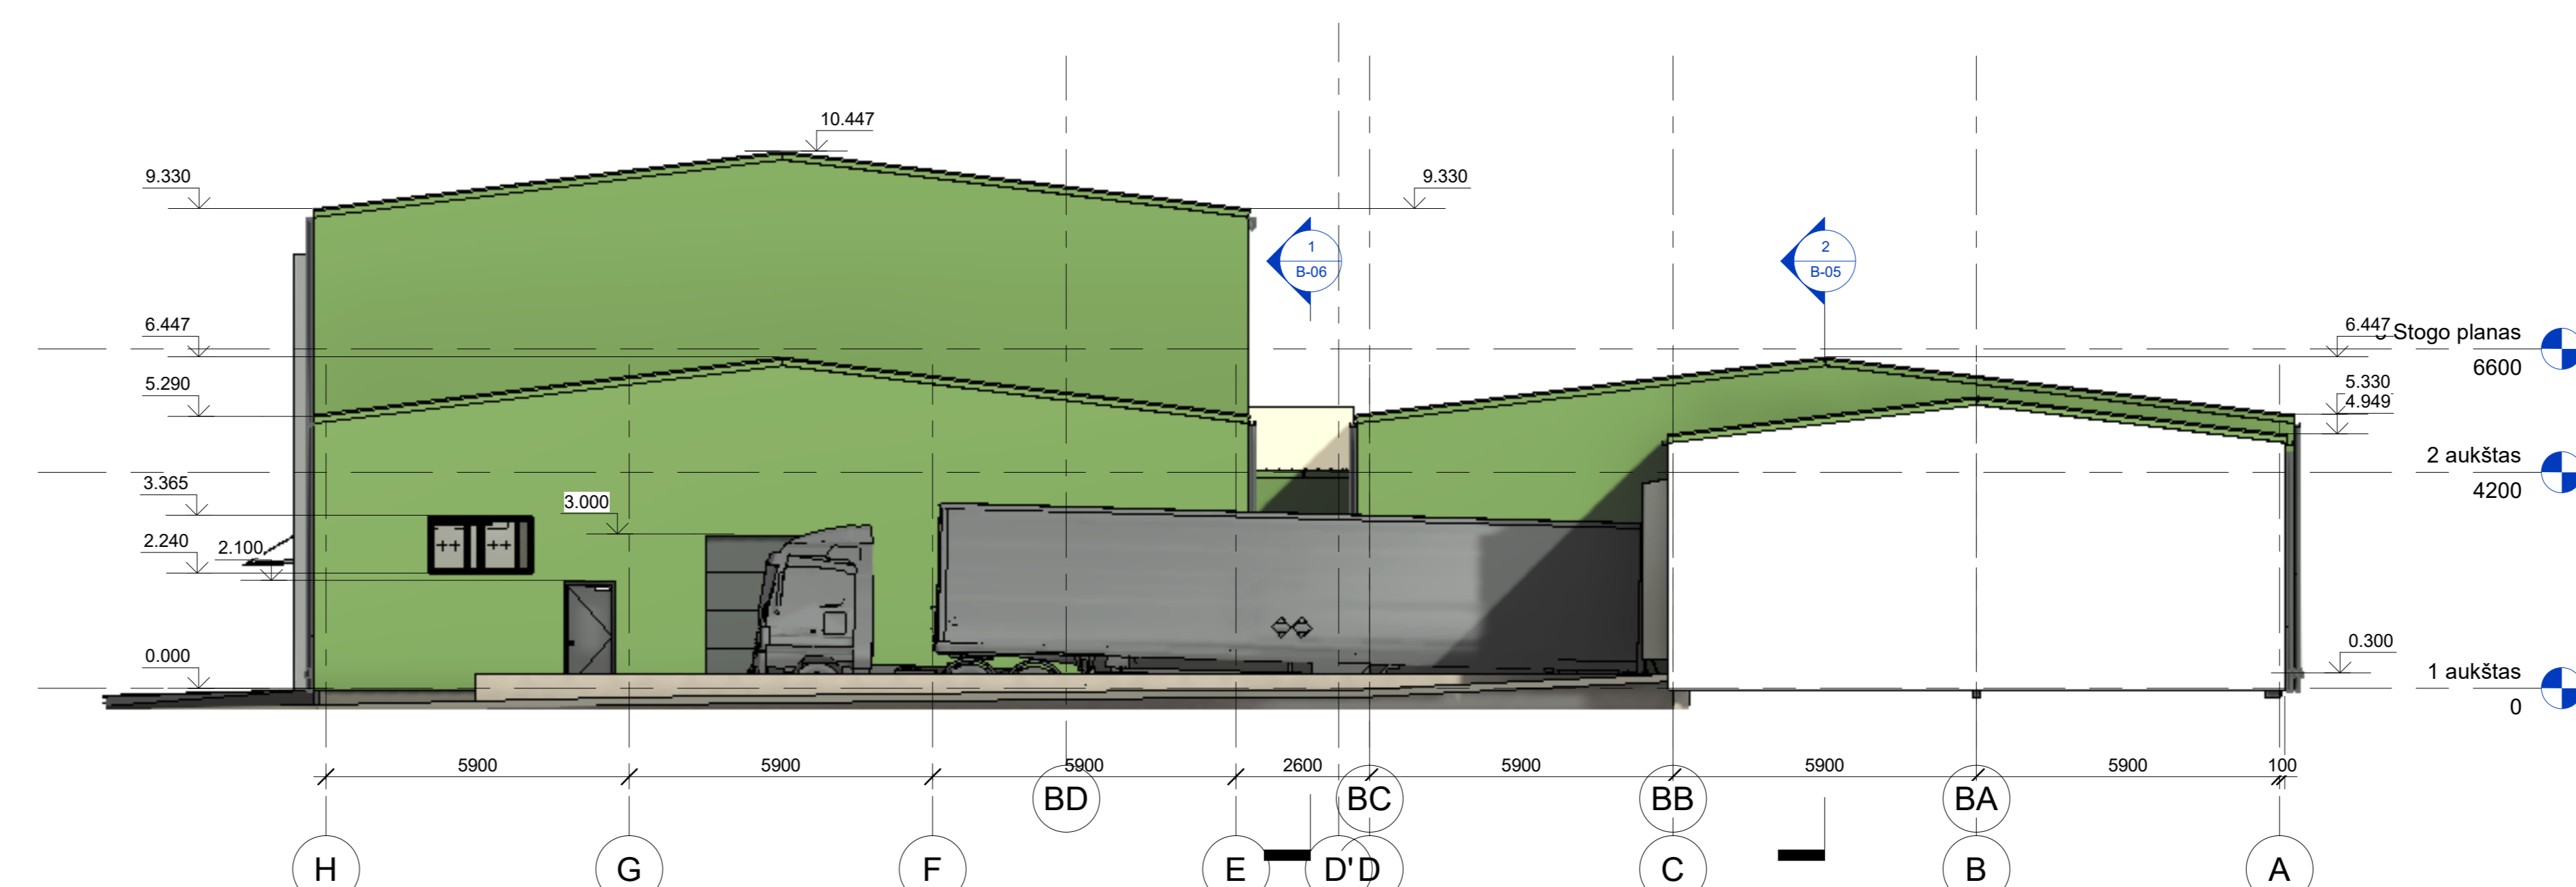 10.447
9.330
9.330
1
B-06
2
B-05
6.447
6.447
Stogo planas
6600
5.290
5.330
4.949
2 aukštas
4200
3.365
3.000
2.240
2.100
++ ++
0.000
0.300
1 aukštas
0
5900 5900 5900 2600 5900 5900 5900 100
BD BC BB BA
H G F E D' D C B A